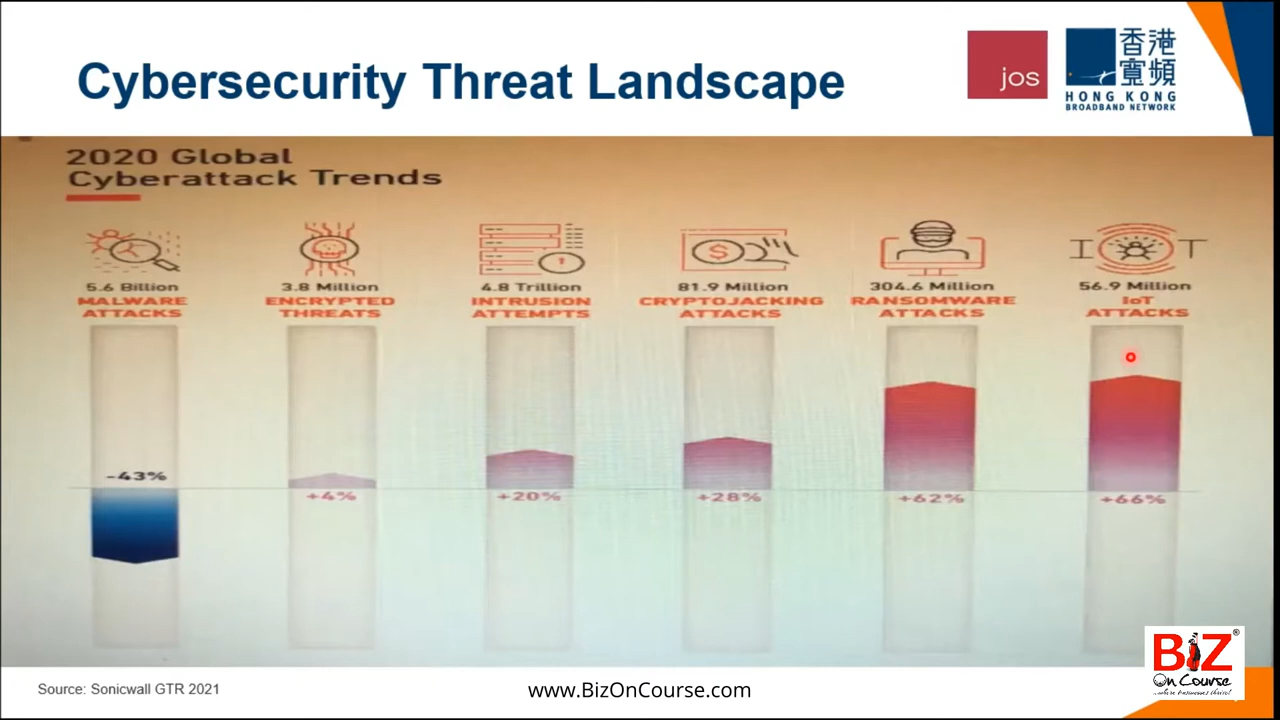 Cybersecurity Threat Landscape
jos
香港
寬頻
HONG KONG
BROADBAND NETWORK
2020 Global
Cyberattack Trends
5.6 Billion
MALWARE
ATTACKS
3.8 Million
ENCRYPTED
THREATS
4.8 Trillion
INTRUSION
ATTEMPTS
81.9 Million
CRYPTOJACKING
ATTACKS
304.6 Million
RANSOMWARE
ATTACKS
I T
56.9 Million
IoT
ATTACKS
-43%
+4%
+20%
+28%
+62%
+66%
Source: Sonicwall GTR 2021
www.BizOnCourse.com
BiZ®
On Course
...where businesses